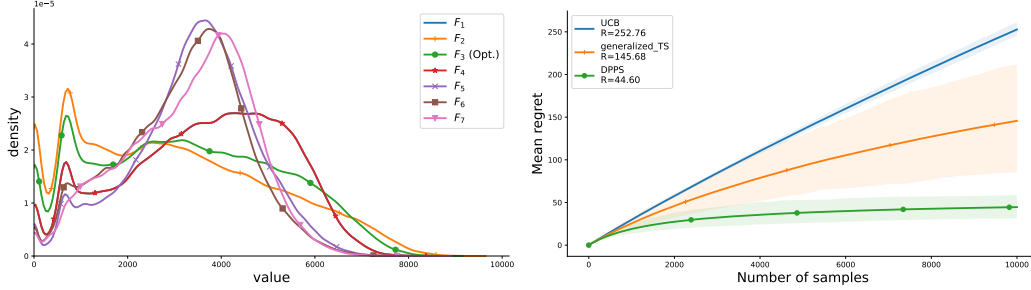 1e−5
density
4
3
2
1
0
0
2000
4000
6000
8000
10000
value
F1
F2
F3 (Opt.)
F4
F5
F6
F7
Mean regret
250
200
150
100
50
0
0
2000
4000
6000
8000
10000
Number of samples
UCB
R=252.76
generalized_TS
R=145.68
DPPS
R=44.60